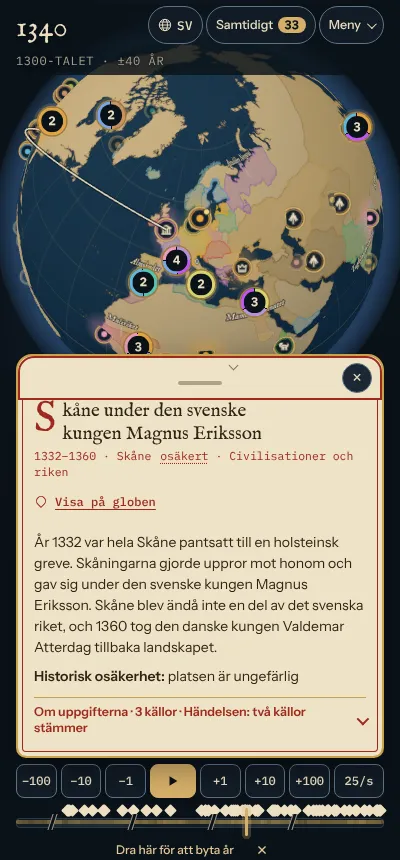 1340
SV
Samtidigt 33
Meny
1300-TALET · ±40 ÅR
2
2
3
4
2
2
3
3
Skåne under den svenske
kungen Magnus Eriksson
1332–1360 · Skåne osäkert · Civilisationer och
riken
Visa på globen
År 1332 var hela Skåne pantsatt till en holsteinsk
greve. Skåningarna gjorde uppror mot honom och
gav sig under den svenske kungen Magnus
Eriksson. Skåne blev ändå inte en del av det svenska
riket, och 1360 tog den danske kungen Valdemar
Atterdag tillbaka landskapet.
Historisk osäkerhet: platsen är ungefärlig
Om uppgifterna · 3 källor · Händelsen: två källor
stämmer
−100
−10
−1
+1
+10
+100
25/s
Dra här för att byta år ×